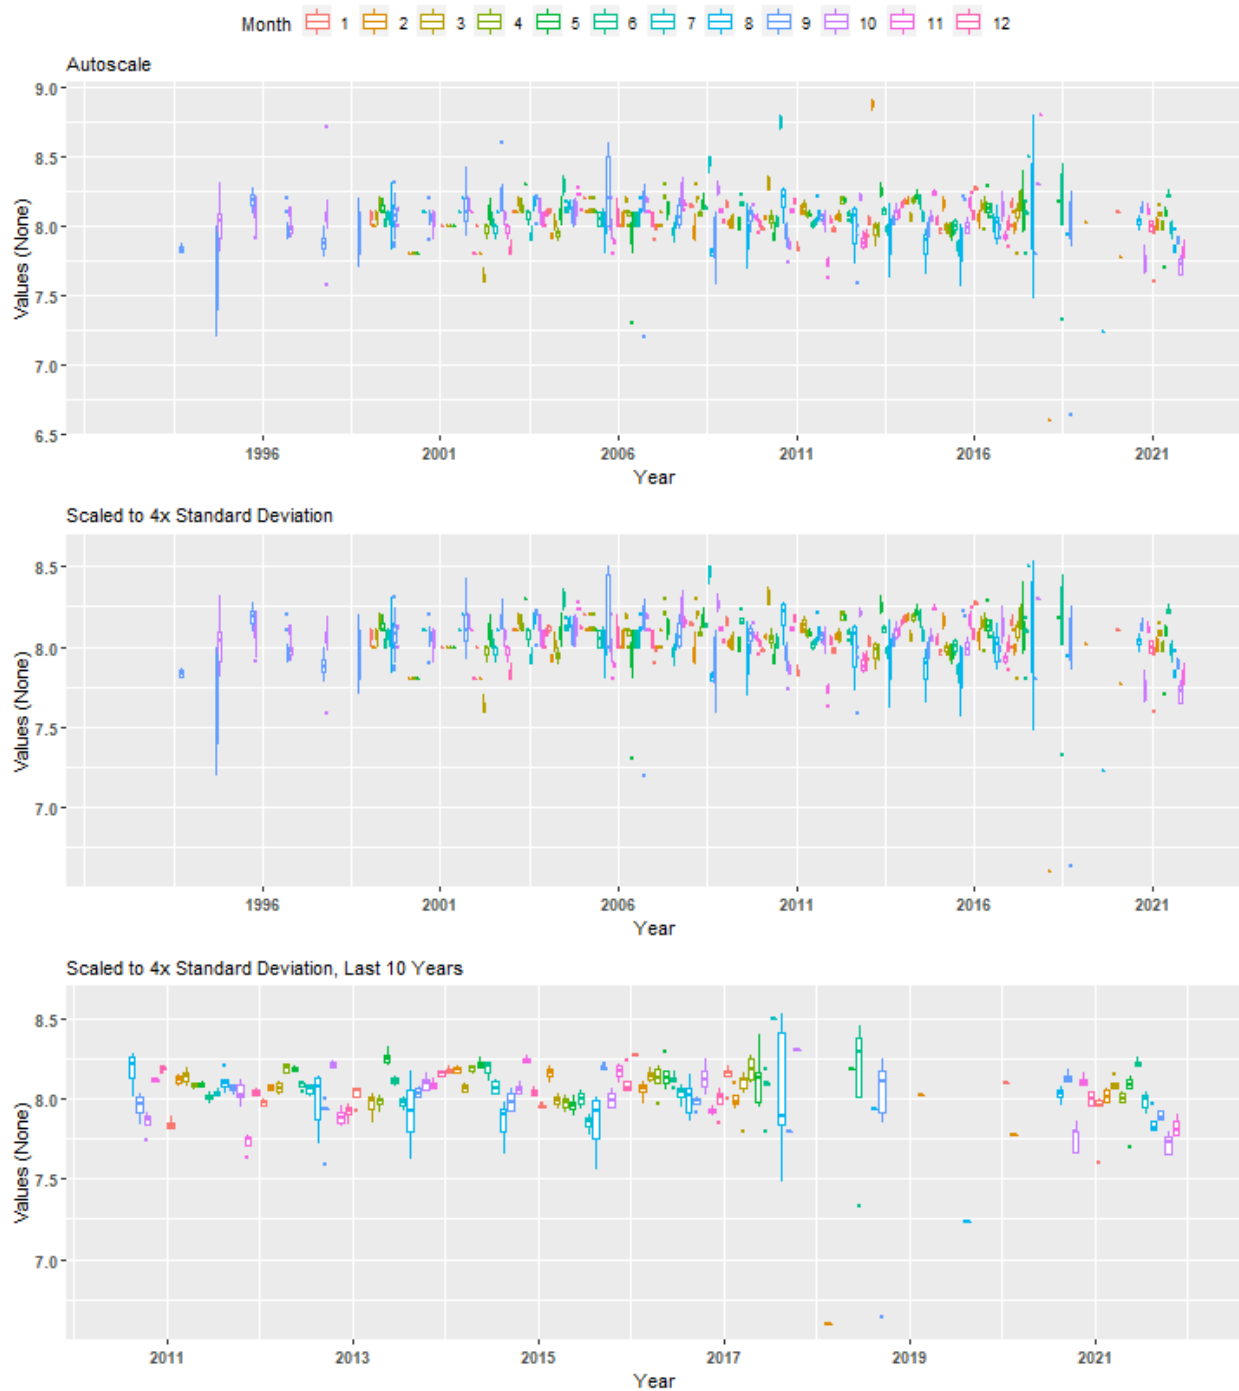 Month 1 2 3 4 5 6 7 8 9 10 11 12
Autoscale
Values (None)
9.0
8.5
8.0
7.5
7.0
6.5
1996 2001 2006 2011 2016 2021
Year
Scaled to 4x Standard Deviation
Values (None)
8.5
8.0
7.5
7.0
1996 2001 2006 2011 2016 2021
Year
Scaled to 4x Standard Deviation, Last 10 Years
Values (None)
8.5
8.0
7.5
7.0
2011 2013 2015 2017 2019 2021
Year